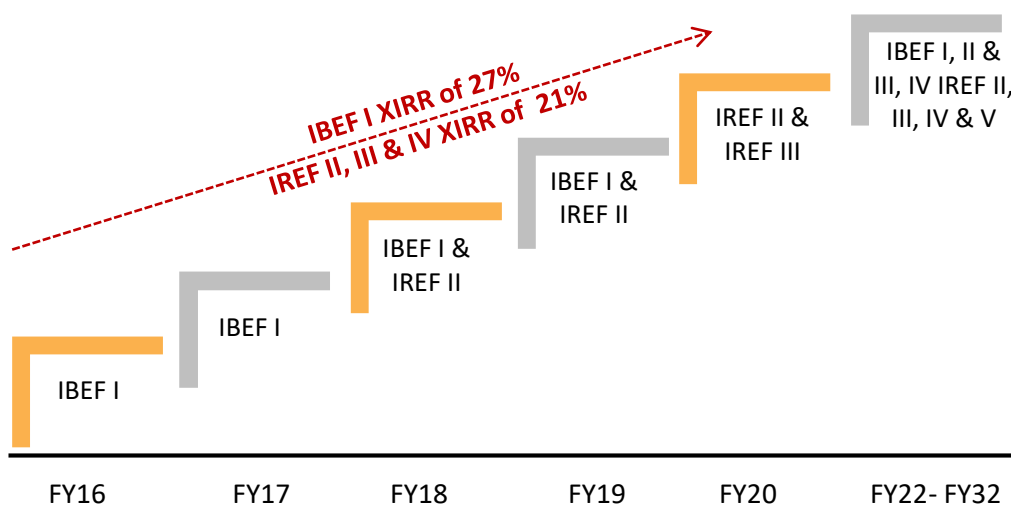 IBEF I XIRR of 27%
IREF II, III & IV XIRR of 21%
IBEF I
IBEF I
IBEF I &
IREF II
IBEF I &
IREF II
IREF II &
IREF III
IBEF I, II &
III, IV IREF II,
III, IV & V
FY16
FY17
FY18
FY19
FY20
FY22- FY32